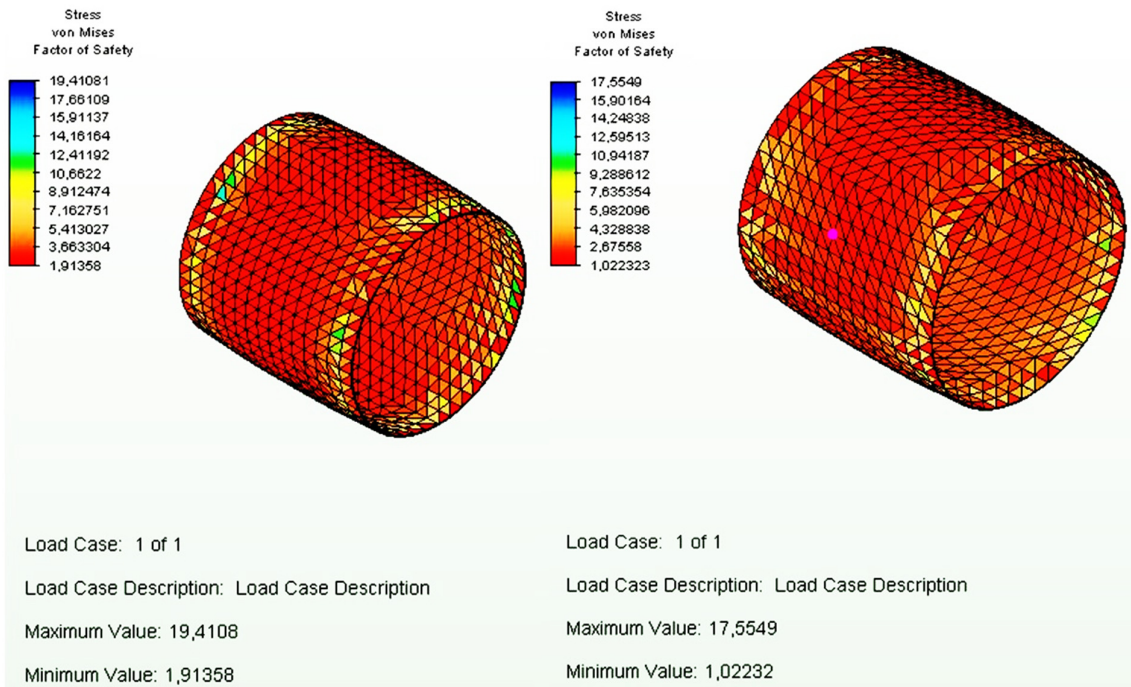 Stress
von Mises
Factor of Safety
19,41081
17,66109
15,91137
14,16164
12,41192
10,6622
8,912474
7,162751
5,413027
3,663304
1,91358
Load Case: 1 of 1
Load Case Description: Load Case Description
Maximum Value: 19,4108
Minimum Value: 1,91358
Stress
von Mises
Factor of Safety
17,5549
15,90164
14,24838
12,59513
10,94187
9,288612
7,635354
5,982096
4,328838
2,67558
1,022323
Load Case: 1 of 1
Load Case Description: Load Case Description
Maximum Value: 17,5549
Minimum Value: 1,02232